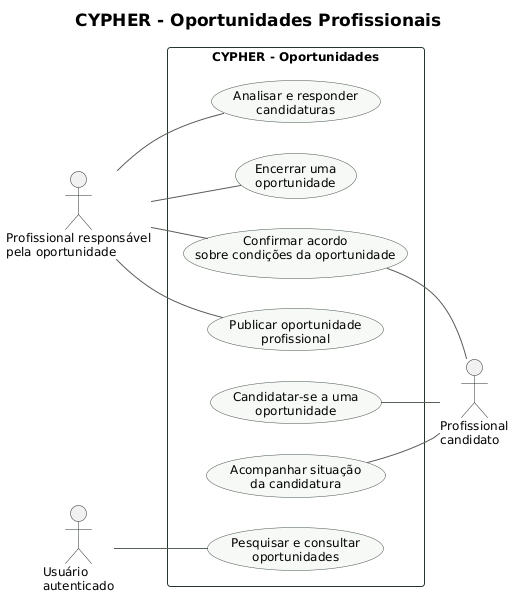 CYPHER - Oportunidades Profissionais
CYPHER - Oportunidades
Analisar e responder
candidaturas
Encerrar uma
oportunidade
Profissional responsável
pela oportunidade
Confirmar acordo
sobre condições da oportunidade
Publicar oportunidade
profissional
Candidatar-se a uma
oportunidade
Profissional
candidato
Acompanhar situação
da candidatura
Pesquisar e consultar
oportunidades
Usuário
autenticado